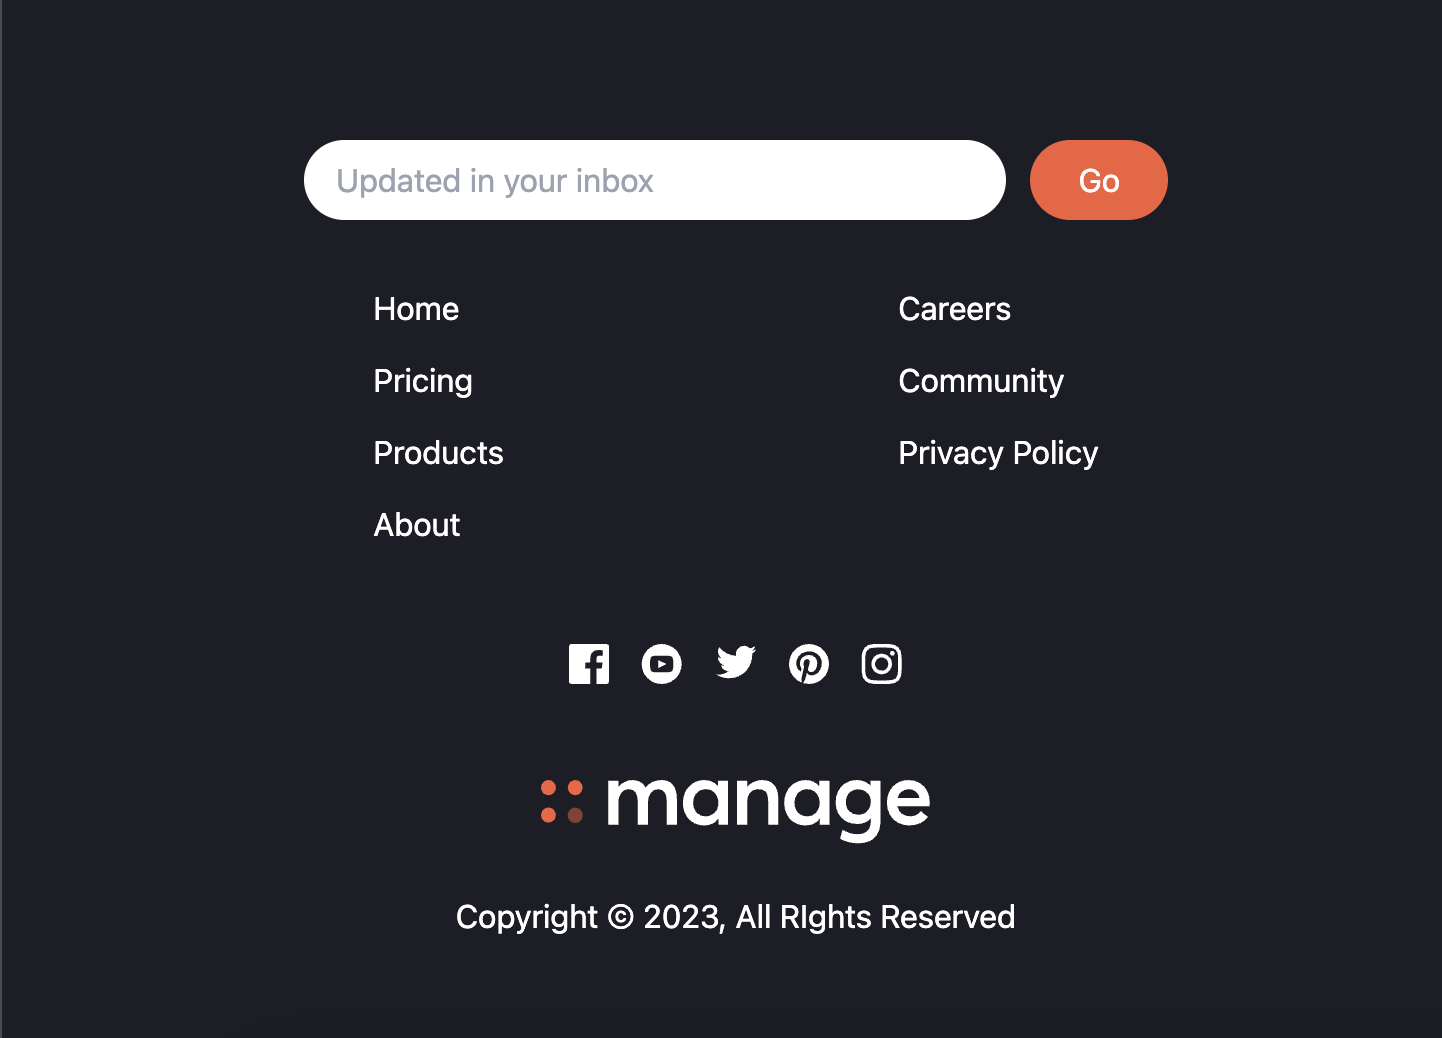 Updated in your inbox
Go
Home
Pricing
Products
About
Careers
Community
Privacy Policy
manage
Copyright © 2023, All RIghts Reserved